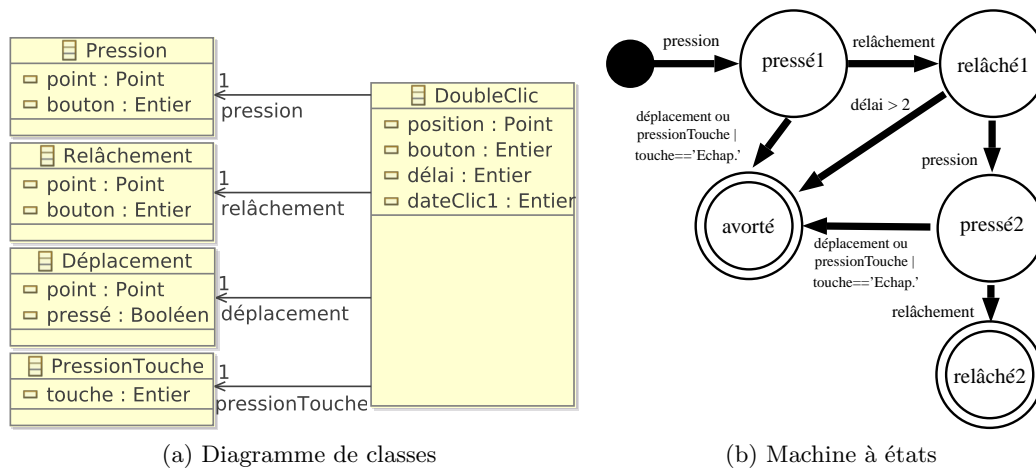 Pression
point : Point
bouton : Entier
1
pression
Relâchement
point : Point
bouton : Entier
1
relâchement
Déplacement
point : Point
pressé : Booléen
1
déplacement
PressionTouche
touche : Entier
1
pressionTouche
DoubleClic
position : Point
bouton : Entier
délai : Entier
dateClic1 : Entier
(a) Diagramme de classes
pression
pressé1
relâchement
relâché1
déplacement ou
pressionTouche |
touche=='Echap.'
délai > 2
pression
avorté
pressé2
déplacement ou
pressionTouche |
touche=='Echap.'
relâchement
relâché2
(b) Machine à états